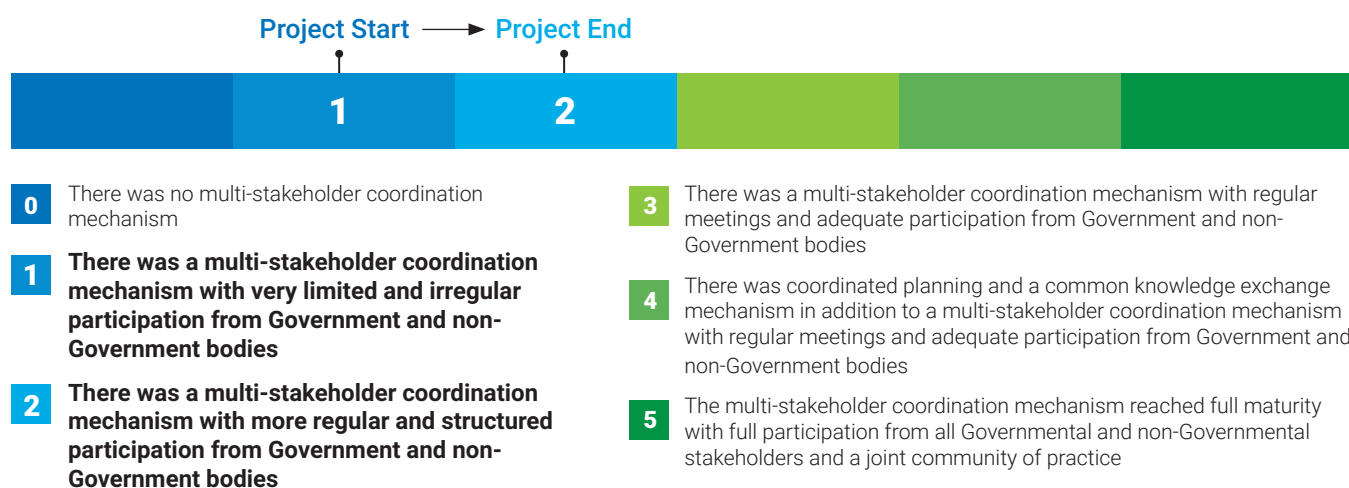 Project Start Project End
1 2
0 There was no multi-stakeholder coordination
mechanism
1 There was a multi-stakeholder coordination
mechanism with very limited and irregular
participation from Government and non-
Government bodies
2 There was a multi-stakeholder coordination
mechanism with more regular and structured
participation from Government and non-
Government bodies
3 There was a multi-stakeholder coordination mechanism with regular
meetings and adequate participation from Government and non-
Government bodies
4 There was coordinated planning and a common knowledge exchange
mechanism in addition to a multi-stakeholder coordination mechanism
with regular meetings and adequate participation from Government and
non-Government bodies
5 The multi-stakeholder coordination mechanism reached full maturity
with full participation from all Governmental and non-Governmental
stakeholders and a joint community of practice